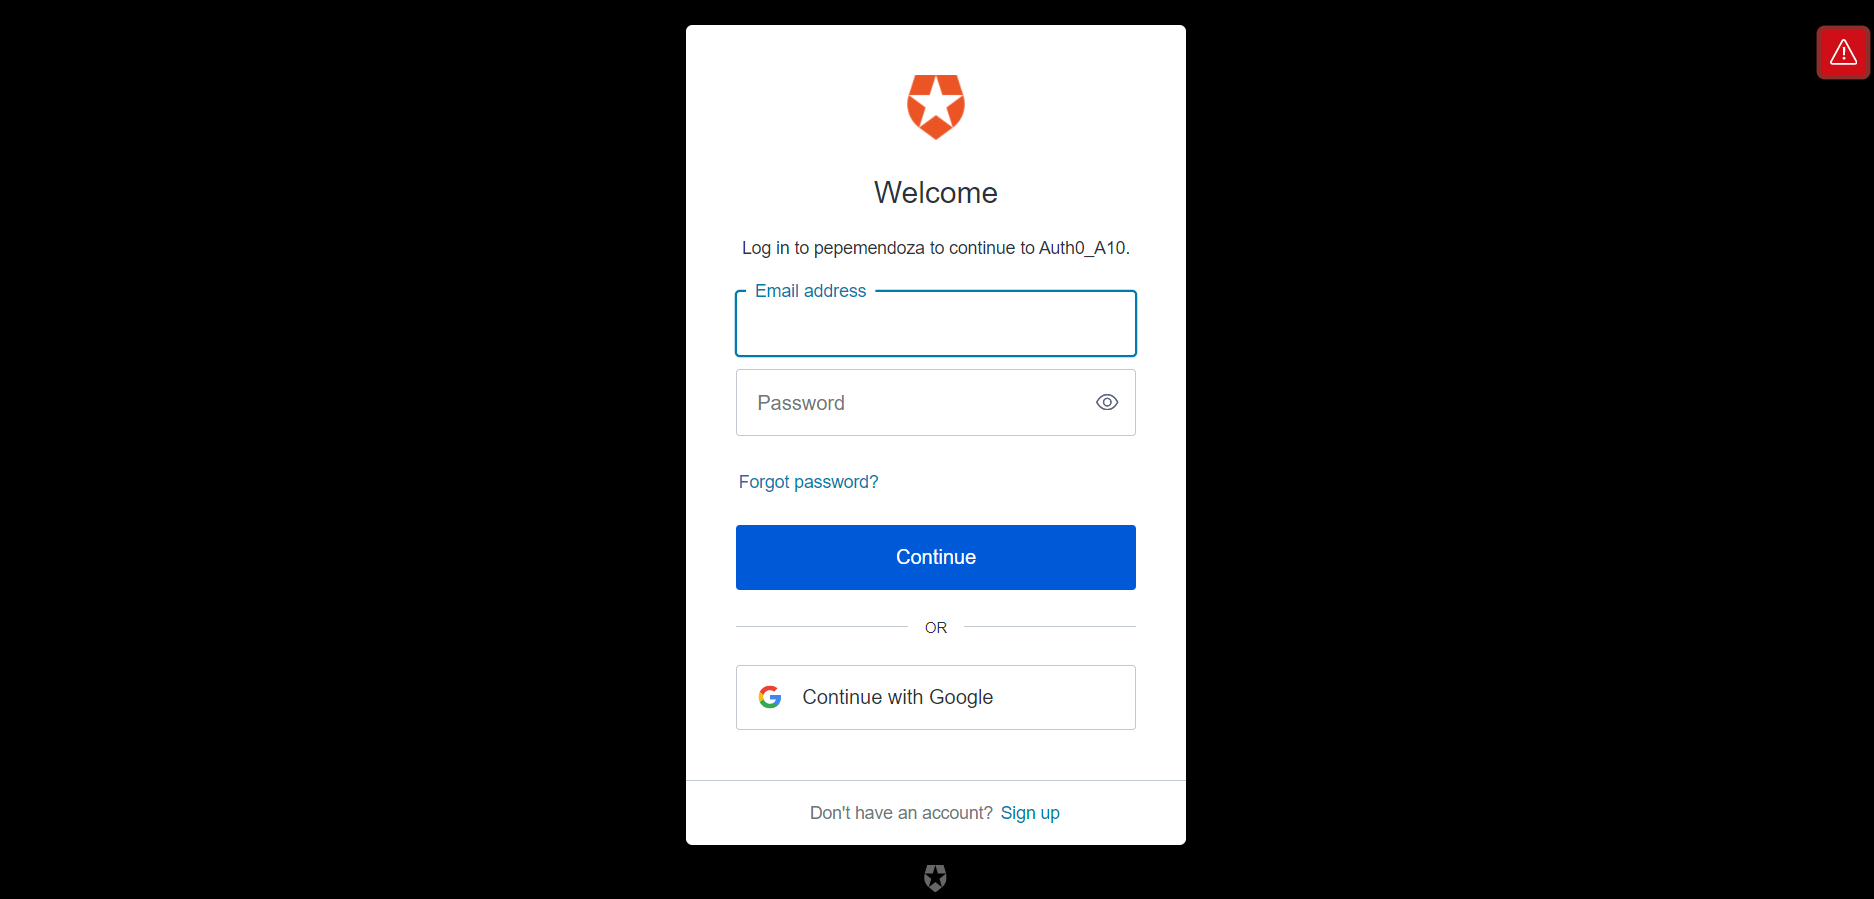 Welcome
Log in to pepemendoza to continue to Auth0_A10.
Email address
Password
Forgot password?
Continue
OR
Continue with Google
Don't have an account? Sign up